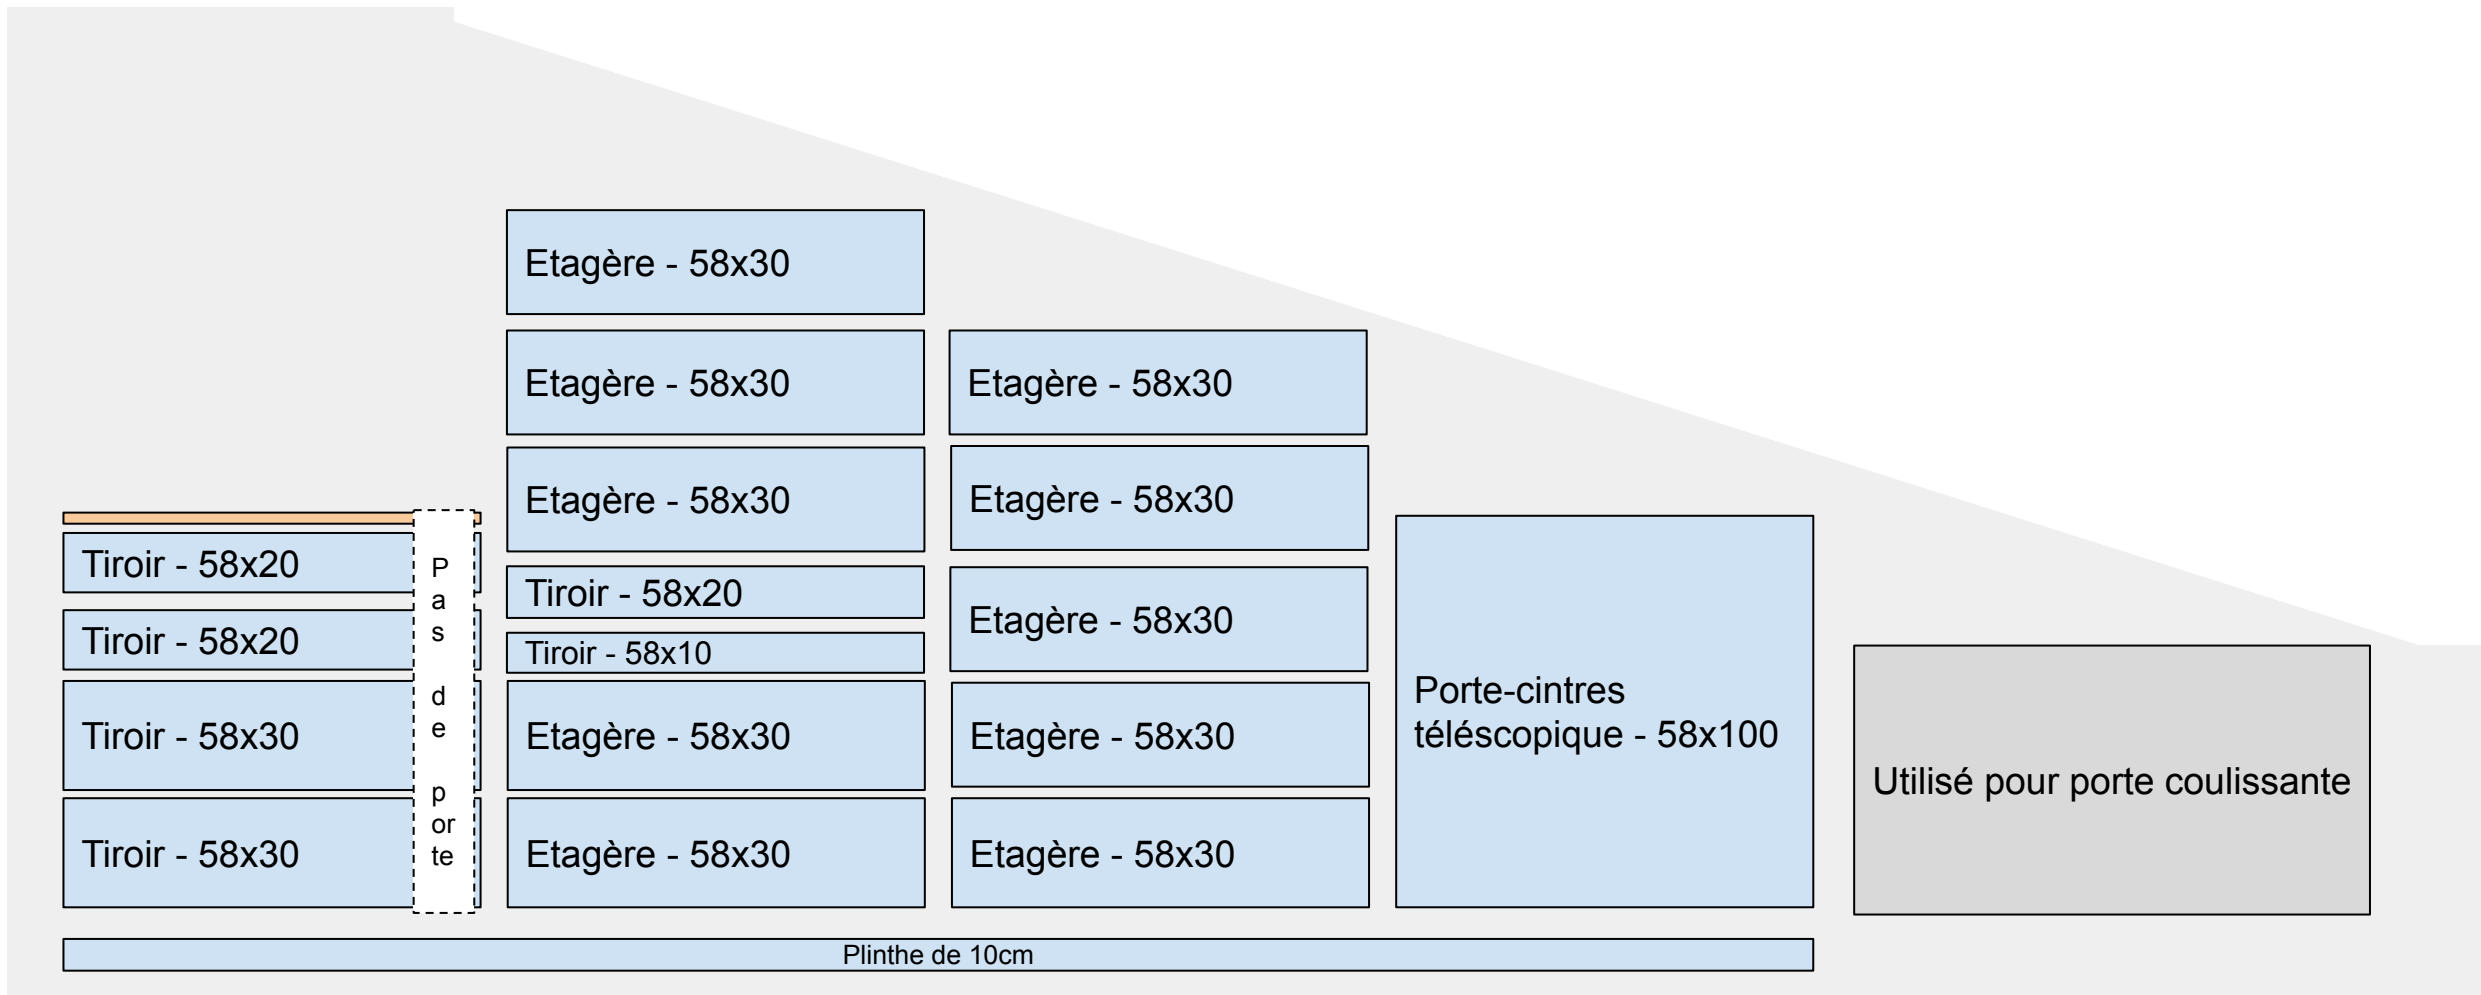 Etagère - 58x30
Etagère - 58x30
Etagère - 58x30
Etagère - 58x30
Etagère - 58x30
Tiroir - 58x20
Tiroir - 58x20
Tiroir - 58x30
Tiroir - 58x30
P
a
s
d
e
p
or
te
Tiroir - 58x20
Tiroir - 58x10
Etagère - 58x30
Etagère - 58x30
Etagère - 58x30
Etagère - 58x30
Etagère - 58x30
Porte-cintres
téléscopique - 58x100
Utilisé pour porte coulissante
Plinthe de 10cm